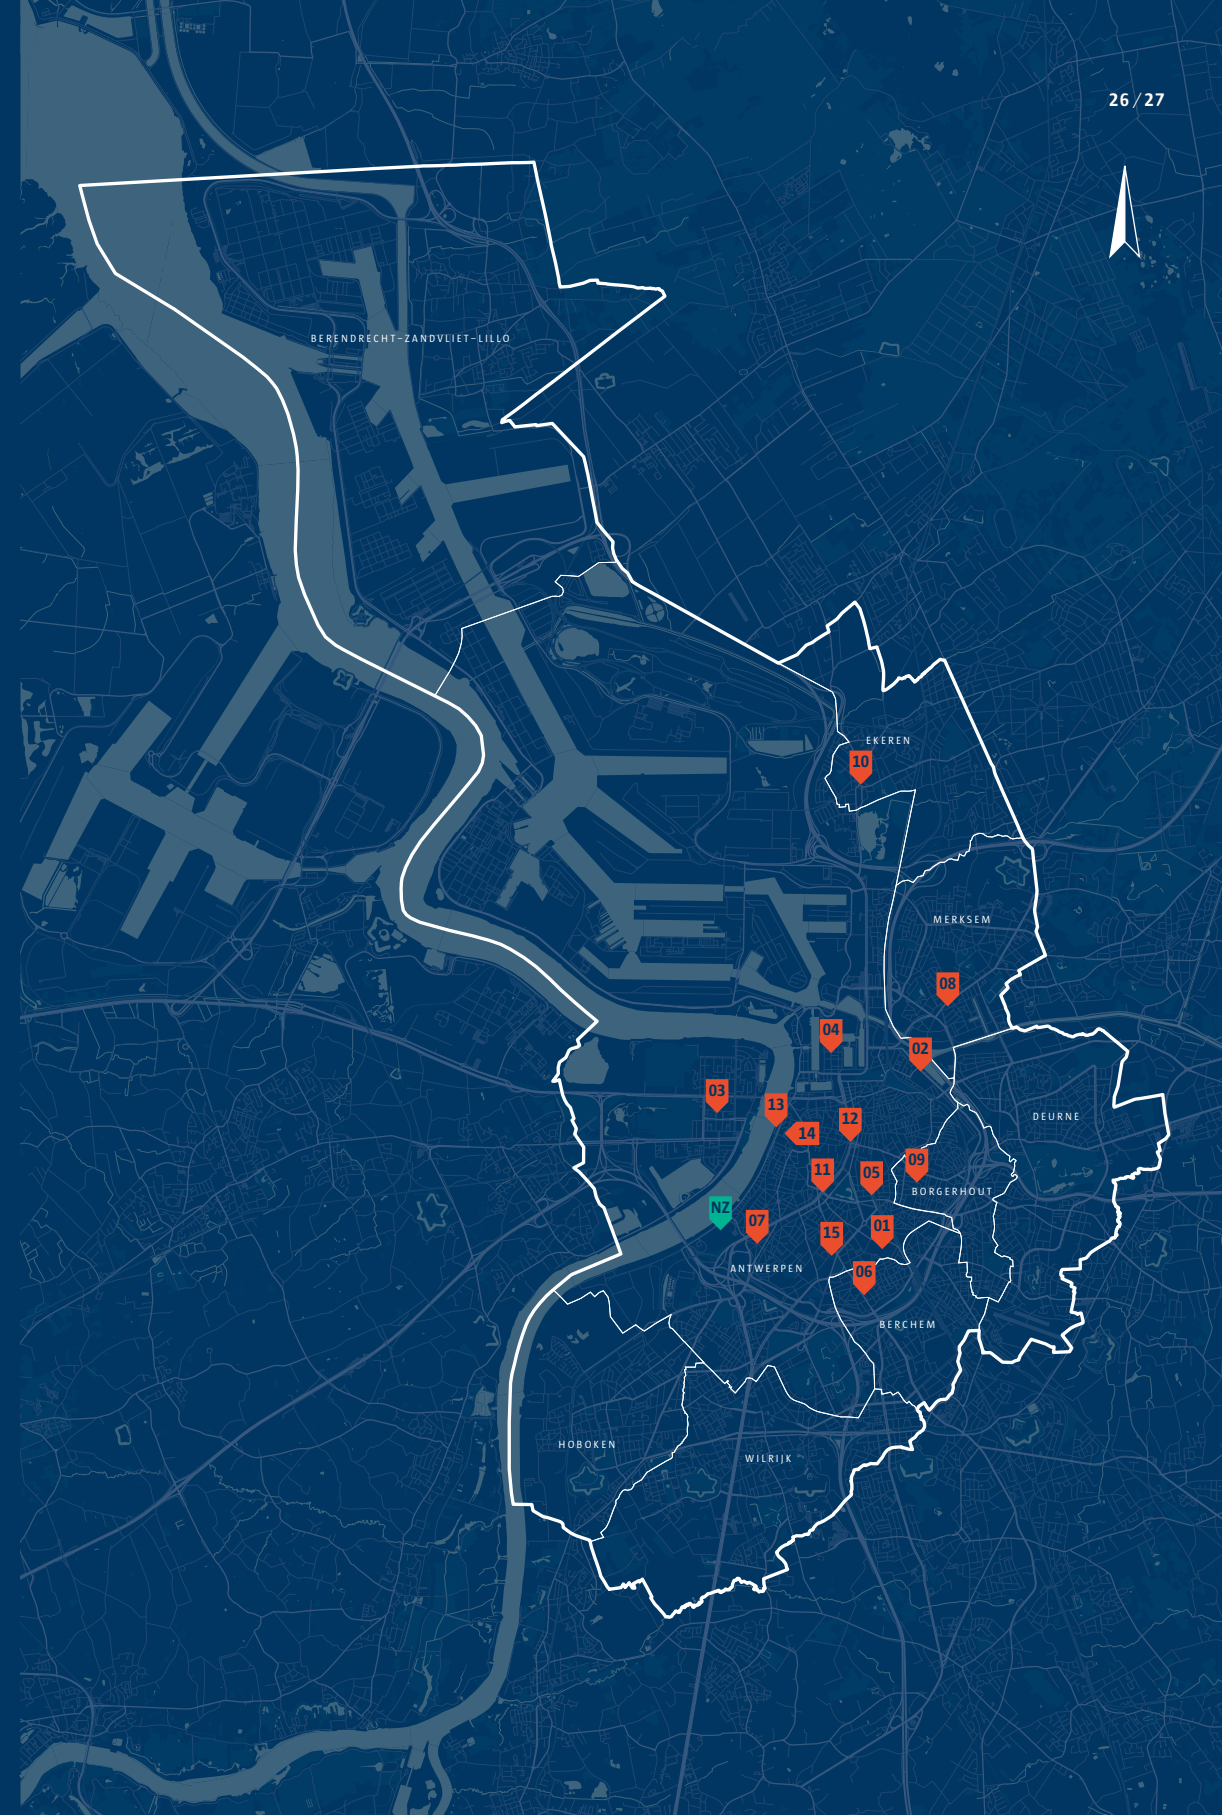 26/27
BERENDRECHT–ZANDVLIET–LILLO
EKEREN
10
MERKSEM
08
04
02
03
13
12
14
DEURNE
09
11
05
BORGERHOUT
NZ
07
15
01
ANTWERPEN
06
BERCHEM
HOBOKEN
WILRIJK